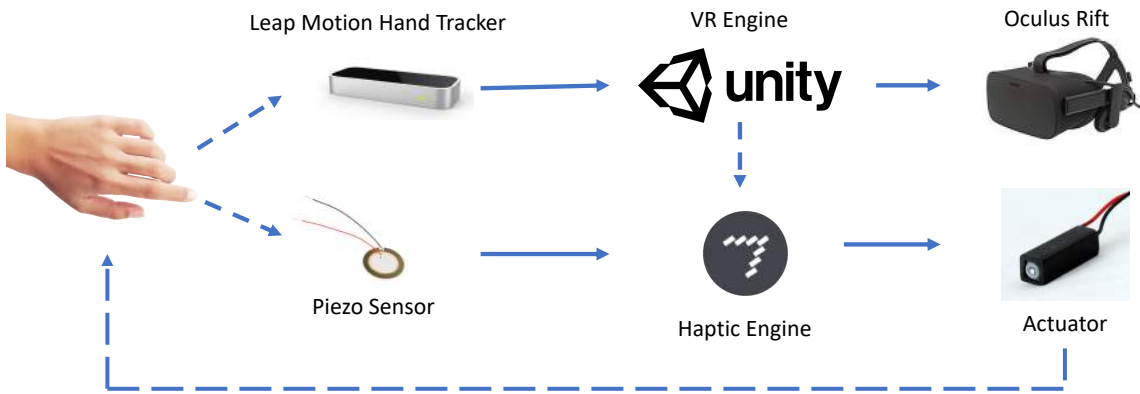 Leap Motion Hand Tracker
VR Engine
Oculus Rift
unity
Piezo Sensor
Haptic Engine
Actuator